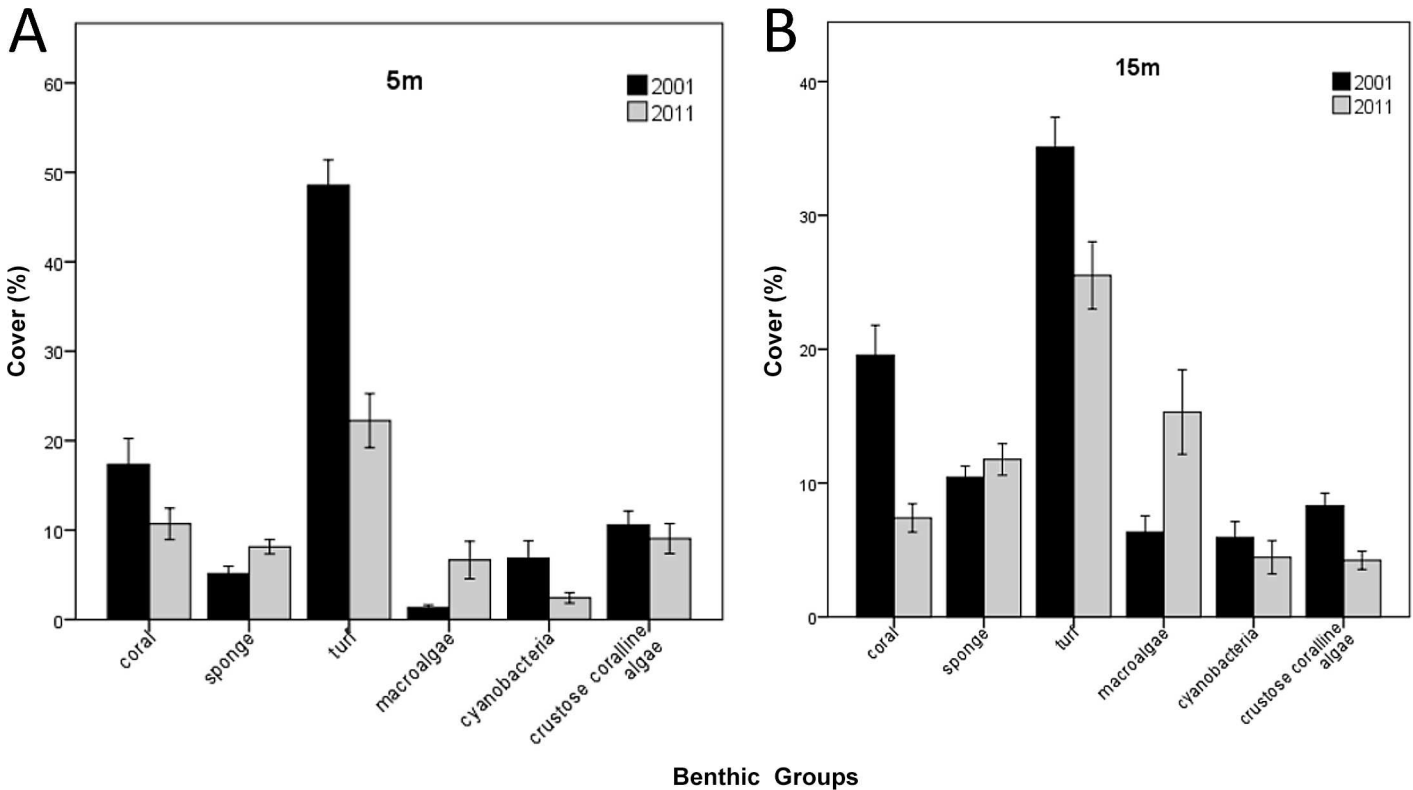 A
5m
2001
2011
60
50
40
30
20
10
0
Cover (%)
coral
sponge
turf
macroalgae
cyanobacteria
crustose coralline
algae
B
15m
2001
2011
40
30
20
10
0
Cover (%)
coral
sponge
turf
macroalgae
cyanobacteria
crustose coralline
algae
Benthic Groups